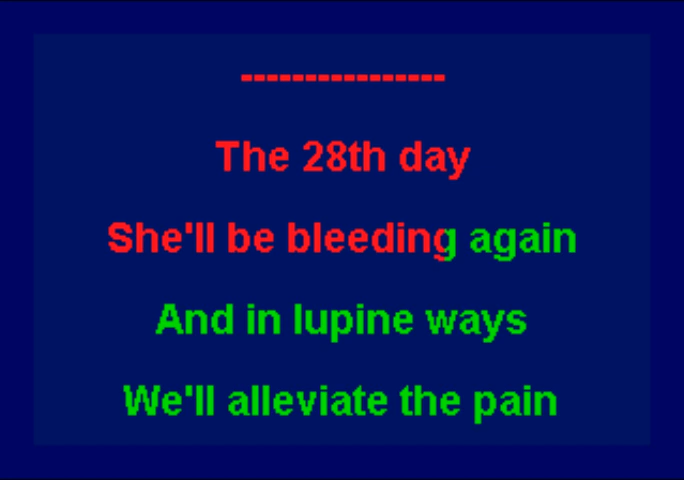 ----------------
The 28th day
She'll be bleeding again
And in lupine ways
We'll alleviate the pain